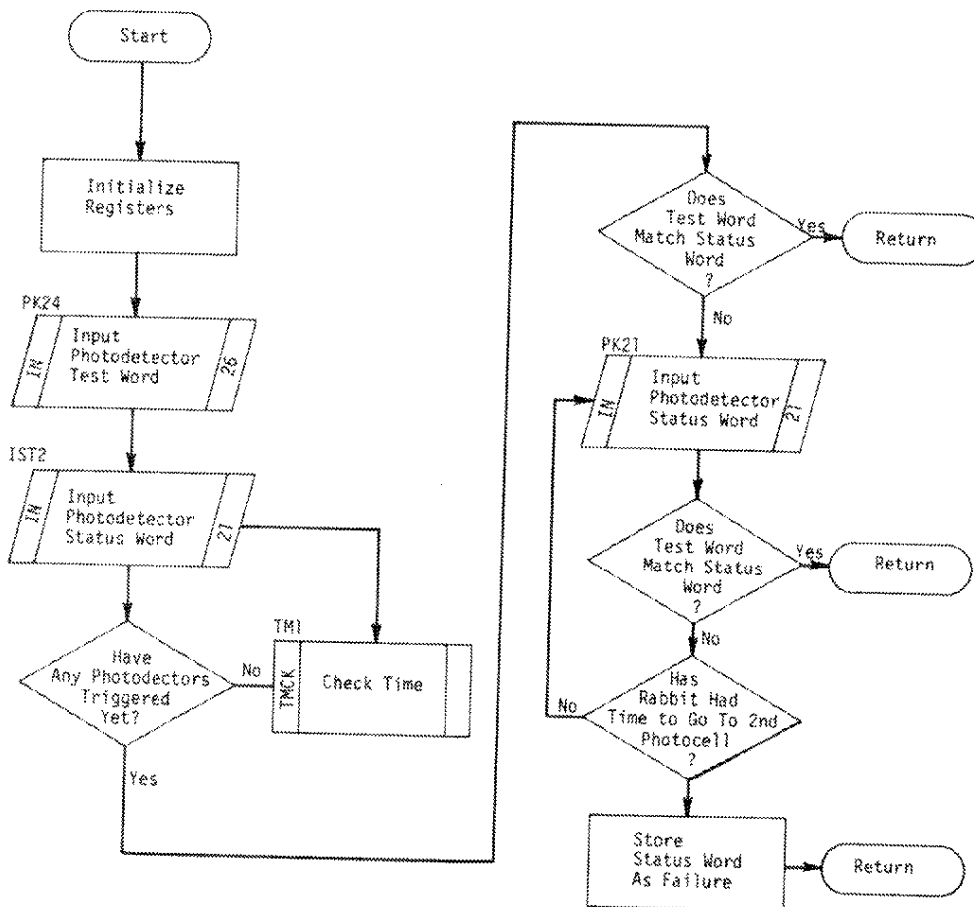 Start
Initialize
Registers
PK24
IN
Input
Photodetector
Test Word
26
IST2
IN
Input
Photodetector
Status Word
21
Have
Any Photodectors
Triggered
Yet?
No
Yes
TM1
TMCK
Check Time
Does
Test Word
Match Status
Word
?
Yes
Return
No
PK21
IN
Input
Photodetector
Status Word
21
Does
Test Word
Match Status
Word
?
Yes
Return
No
Has
Rabbit Had
Time to Go To 2nd
Photocell
?
No
Store
Status Word
As Failure
Return